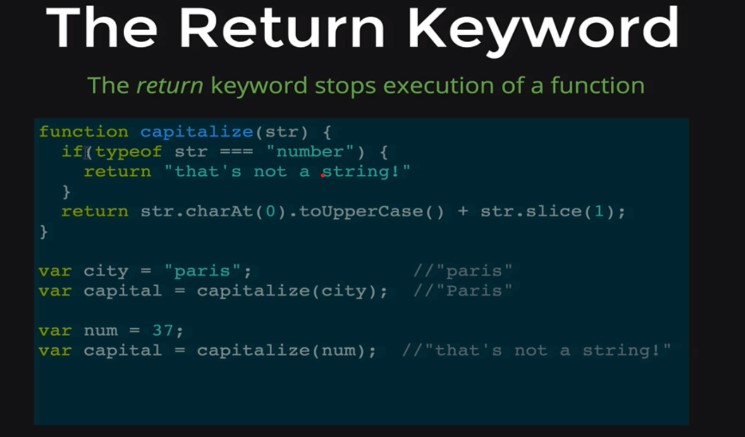 The Return Keyword
The return keyword stops execution of a function
function capitalize(str) {
  if(typeof str === "number") {
    return "that's not a string!"
  }
  return str.charAt(0).toUpperCase() + str.slice(1);
}
var city = "paris";              //"paris"
var capital = capitalize(city);  //"Paris"
var num = 37;
var capital = capitalize(num);  //"that's not a string!"